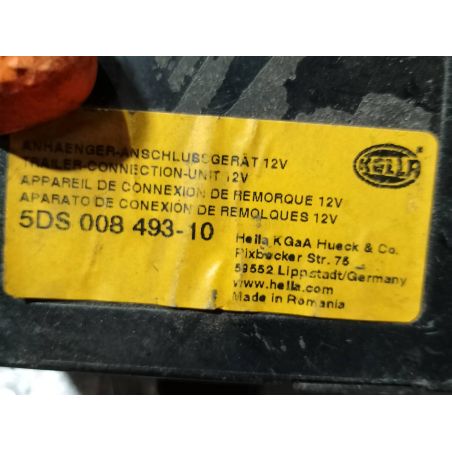 ANHAENGER-ANSCHLUSSGERÄT 12V
TRAILER-CONNECTION-UNIT 12V
APPAREIL DE CONNEXION DE REMORQUE 12V
APARATO DE CONEXIÓN DE REMOLQUES 12V
HELLA
5DS 008 493-10
Hella KGaA Hueck & Co.
Rixbecker Str. 75
59552 Lippstadt/Germany
www.hella.com
Made in Romania